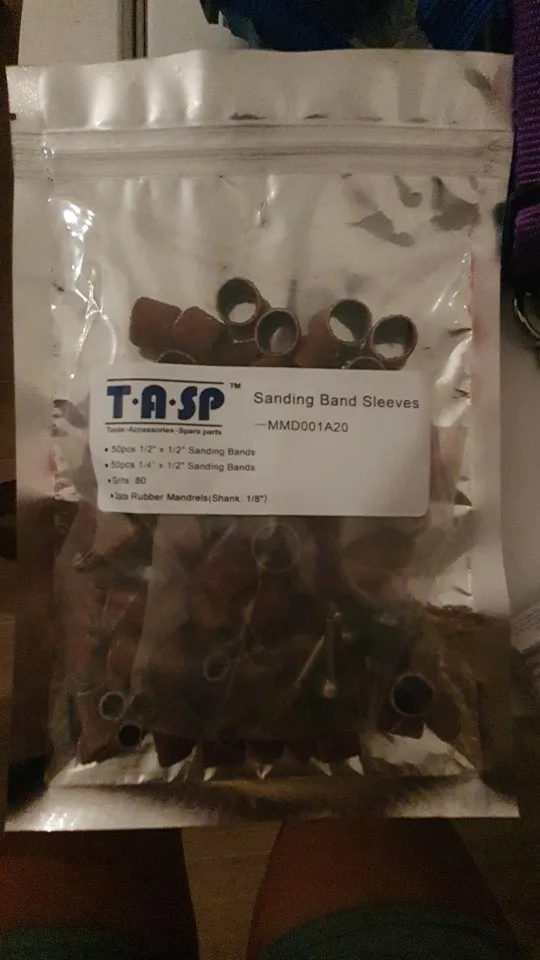 T·A·SP™
Tools·Accessories·Spare parts
Sanding Band Sleeves
—MMD001A20
• 50pcs 1/2" x 1/2" Sanding Bands
• 50pcs 1/4" x 1/2" Sanding Bands
• Grits: 80
• Rubber Mandrels(Shank: 1/8")